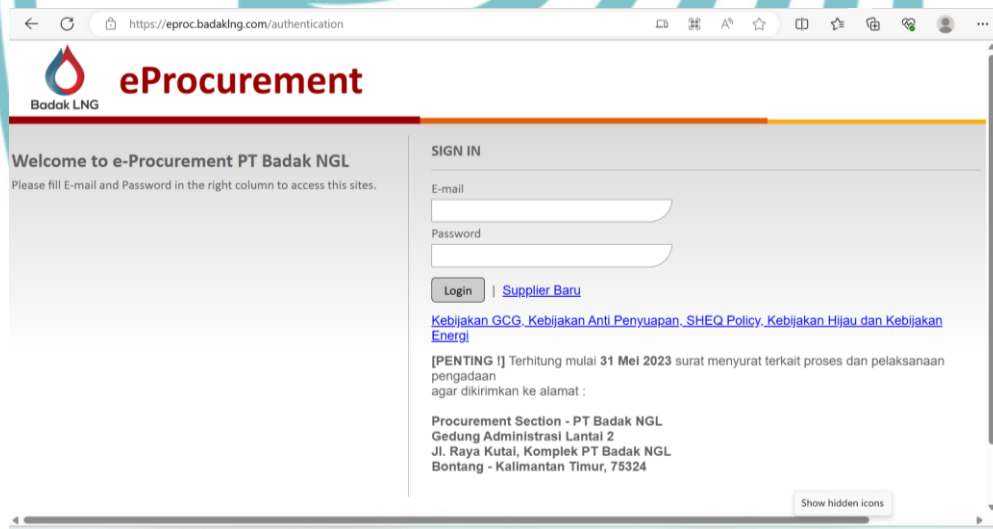 https://eproc.badaklng.com/authentication
Badak LNG
eProcurement
Welcome to e-Procurement PT Badak NGL
Please fill E-mail and Password in the right column to access this sites.
SIGN IN
E-mail
Password
Login | Supplier Baru
Kebijakan GCG, Kebijakan Anti Penyuapan, SHEQ Policy, Kebijakan Hijau dan Kebijakan
Energi
[PENTING !] Terhitung mulai 31 Mei 2023 surat menyurat terkait proses dan pelaksanaan
pengadaan
agar dikirimkan ke alamat :
Procurement Section - PT Badak NGL
Gedung Administrasi Lantai 2
Jl. Raya Kutai, Komplek PT Badak NGL
Bontang - Kalimantan Timur, 75324
Show hidden icons